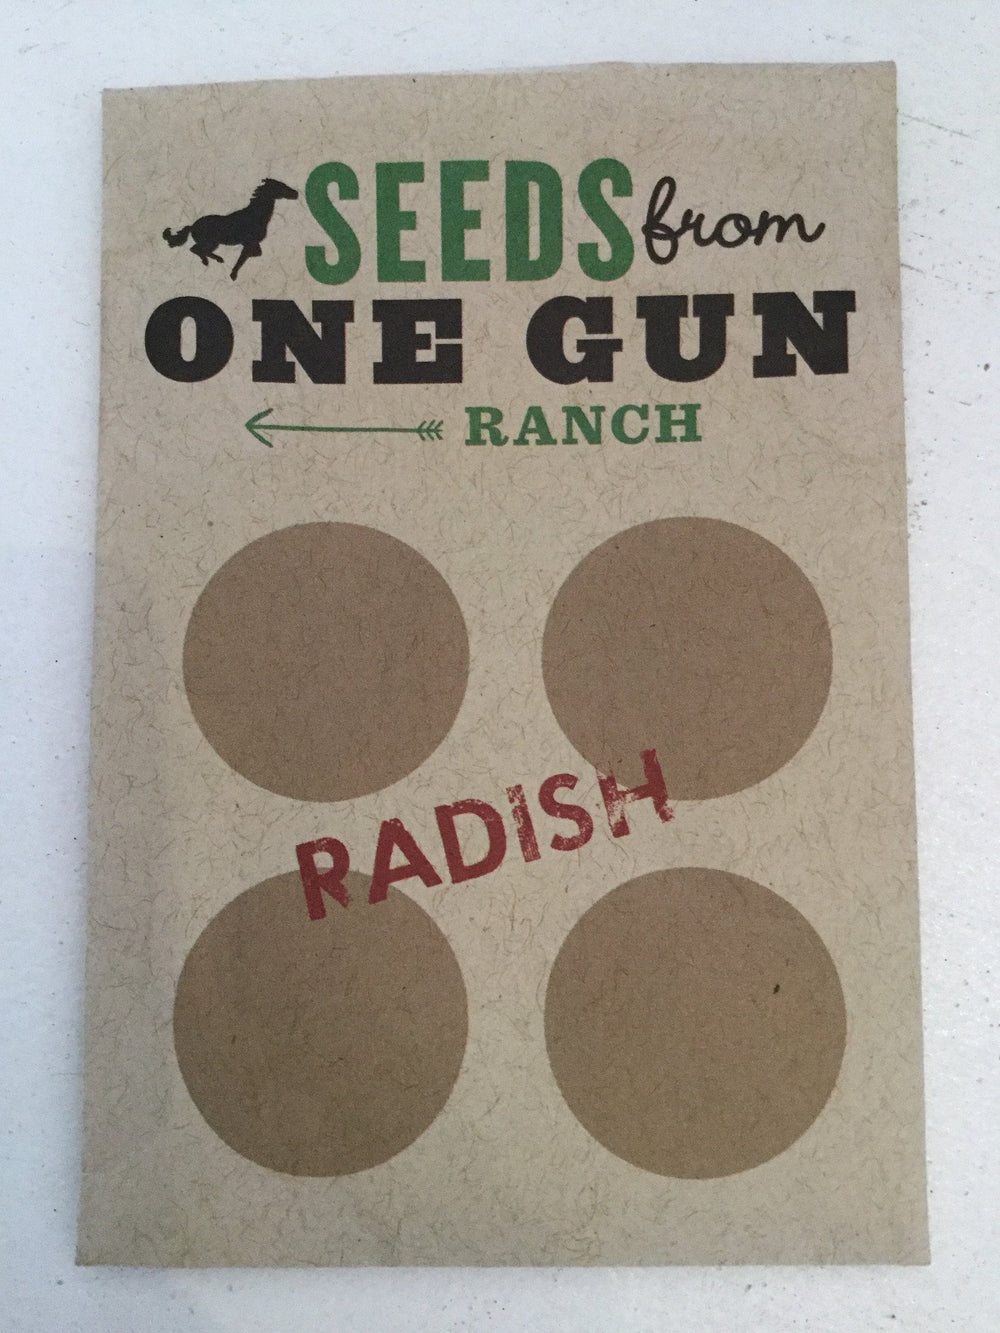 SEEDS from
ONE GUN
RANCH
RADiSH